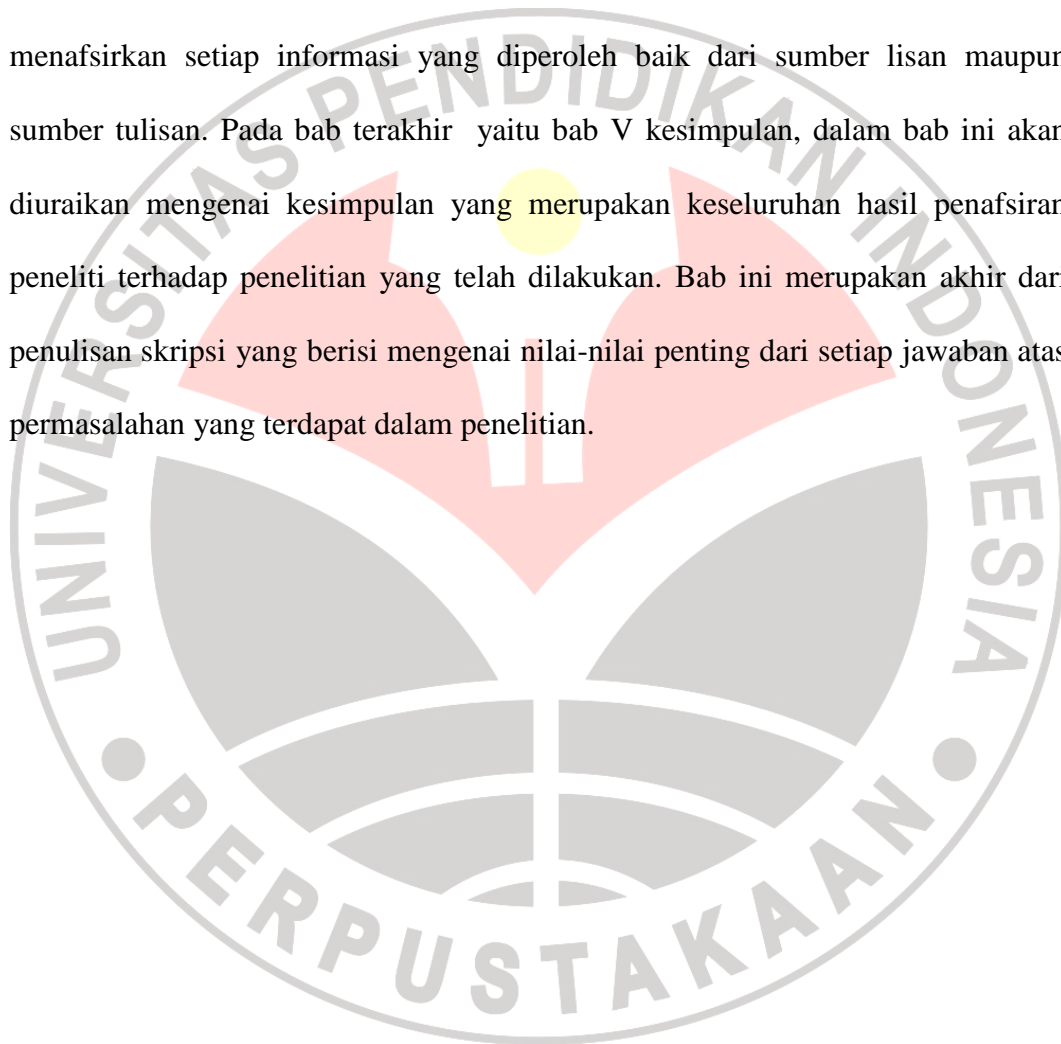 menafsirkan setiap informasi yang diperoleh baik dari sumber lisan maupun
sumber tulisan. Pada bab terakhir yaitu bab V kesimpulan, dalam bab ini akan
diuraikan mengenai kesimpulan yang merupakan keseluruhan hasil penafsiran
peneliti terhadap penelitian yang telah dilakukan. Bab ini merupakan akhir dari
penulisan skripsi yang berisi mengenai nilai-nilai penting dari setiap jawaban atas
permasalahan yang terdapat dalam penelitian.
UNIVERSITAS PENDIDIKAN INDONESIA
PERPUSTAKAAN